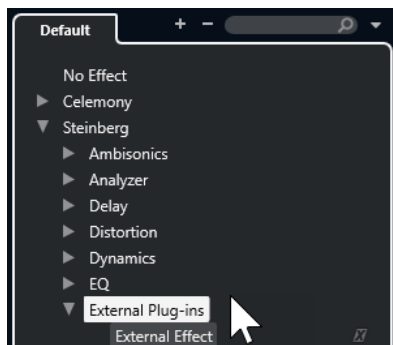 Default + -
No Effect
Celemony
Steinberg
Ambisonics
Analyzer
Delay
Distortion
Dynamics
EQ
External Plug-ins
External Effect